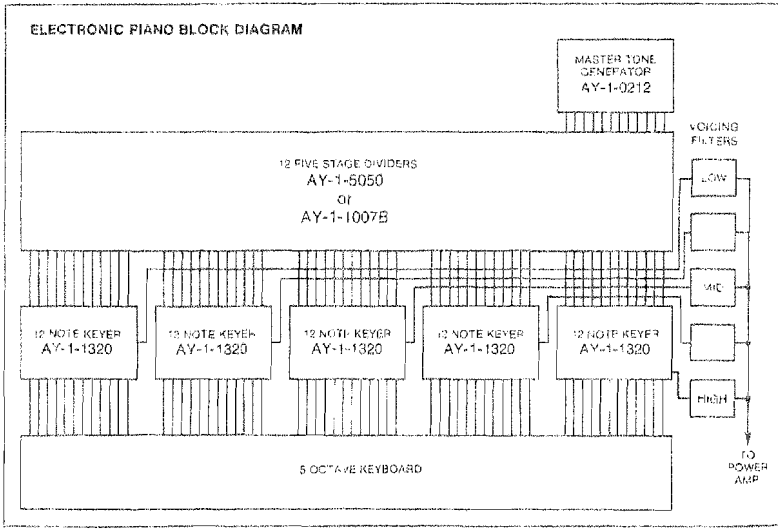 ELECTRONIC PIANO BLOCK DIAGRAM
MASTER TONE
GENERATOR
AY-1-0212
VOICING
FILTERS
12 FIVE STAGE DIVIDERS
AY-1-5050
or
AY-1-1007B
LOW
MID
12 NOTE KEYER
AY-1-1320
12 NOTE KEYER
AY-1-1320
12 NOTE KEYER
AY-1-1320
12 NOTE KEYER
AY-1-1320
12 NOTE KEYER
AY-1-1320
HIGH
5 OCTAVE KEYBOARD
TO
POWER
AMP